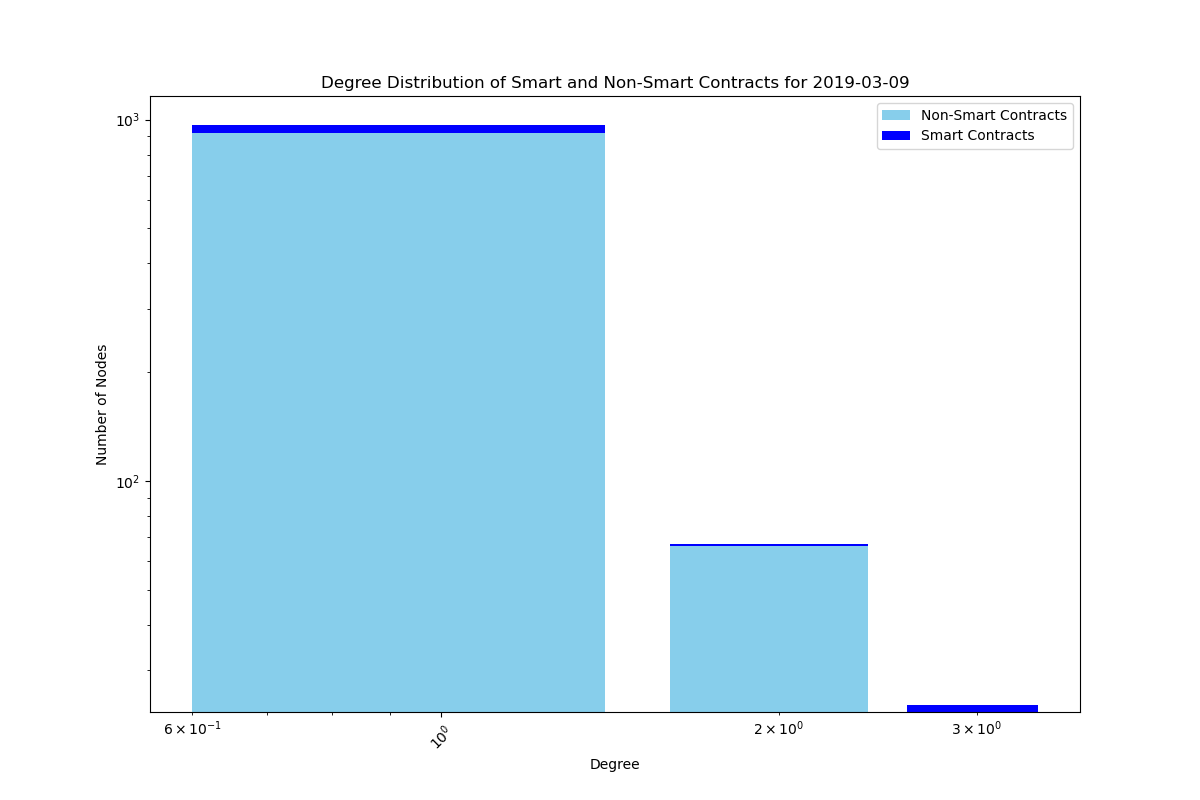 Degree Distribution of Smart and Non-Smart Contracts for 2019-03-09
Non-Smart Contracts
Smart Contracts
Number of Nodes
10³
10²
6 × 10⁻¹
10⁰
2 × 10⁰
3 × 10⁰
Degree